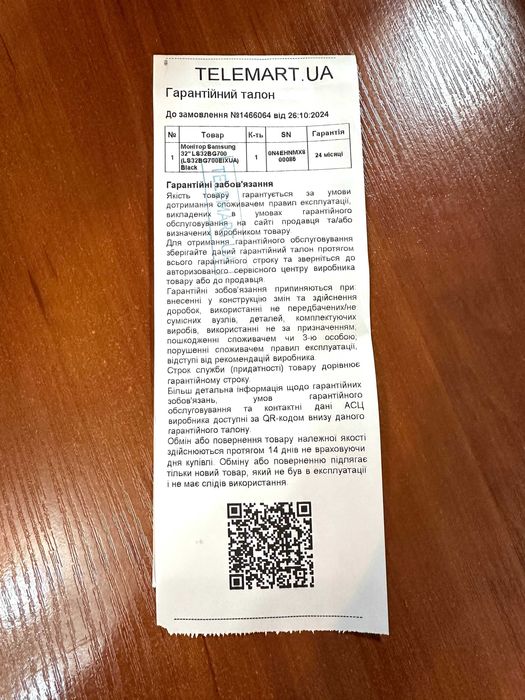 TELEMART.UA
Гарантійний талон
До замовлення №1466064 від 26.10.2024
№ Товар К-ть SN Гарантія
1 Монітор Samsung 32" LS32BG700 (LS32BG700EIXUA) Black 1 0N4EHNMX800086 24 місяці
Гарантійні забов'язання
Якість товару гарантується за умови
дотримання споживачем правил експлуатації,
викладених в умовах гарантійного
обслуговування на сайті продавця та/або
визначених виробником товару
Для отримання гарантійного обслуговування
зберігайте даний гарантійний талон протягом
всього гарантійного строку та зверніться до
авторизованого сервісного центру виробника
товару або до продавця.
Гарантійні зобов'язання припиняються при
внесенні у конструкцію змін та здійснення
доробок, використанні не передбачених/не
сумісних вузлів, деталей, комплектуючих
виробів, використанні не за призначенням,
пошкодженні споживачем чи 3-ю особою,
порушенні споживачем правил експлуатації,
відступі від рекомендацій виробника.
Строк служби (придатності) товару дорівнює
гарантійному строку.
Більш детальна інформація щодо гарантійних
зобов'язань, умов гарантійного
обслуговування та контактні дані АСЦ
виробника доступні за QR-кодом внизу даного
гарантійного талону.
Обмін або повернення товару належної якості
здійснюються протягом 14 днів не враховуючи
дня купівлі. Обміну або поверненню підлягає
тільки новий товар, який не був в експлуатації
і не має слідів використання.